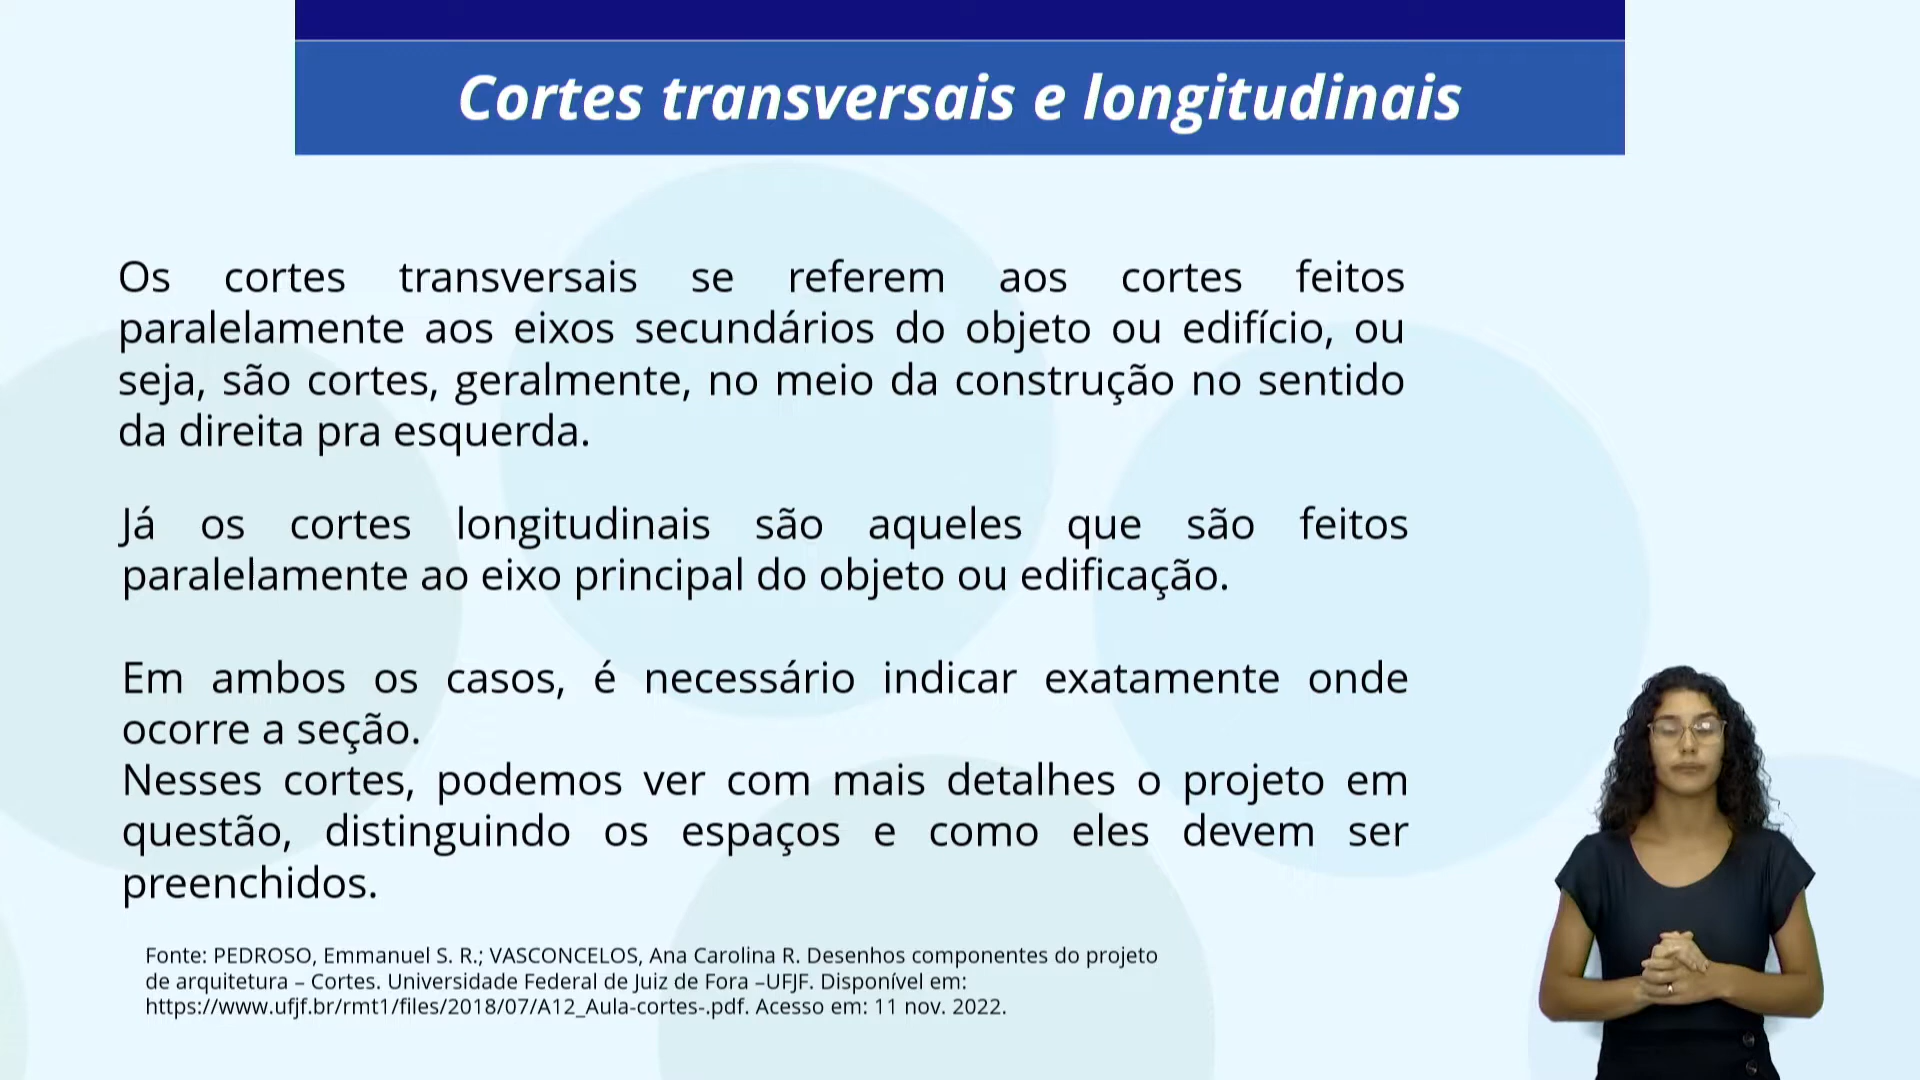 Cortes transversais e longitudinais
Os cortes transversais se referem aos cortes feitos
paralelamente aos eixos secundários do objeto ou edifício, ou
seja, são cortes, geralmente, no meio da construção no sentido
da direita pra esquerda.
Já os cortes longitudinais são aqueles que são feitos
paralelamente ao eixo principal do objeto ou edificação.
Em ambos os casos, é necessário indicar exatamente onde
ocorre a seção.
Nesses cortes, podemos ver com mais detalhes o projeto em
questão, distinguindo os espaços e como eles devem ser
preenchidos.
Fonte: PEDROSO, Emmanuel S. R.; VASCONCELOS, Ana Carolina R. Desenhos componentes do projeto
de arquitetura – Cortes. Universidade Federal de Juiz de Fora –UFJF. Disponível em:
https://www.ufjf.br/rmt1/files/2018/07/A12_Aula-cortes-.pdf. Acesso em: 11 nov. 2022.